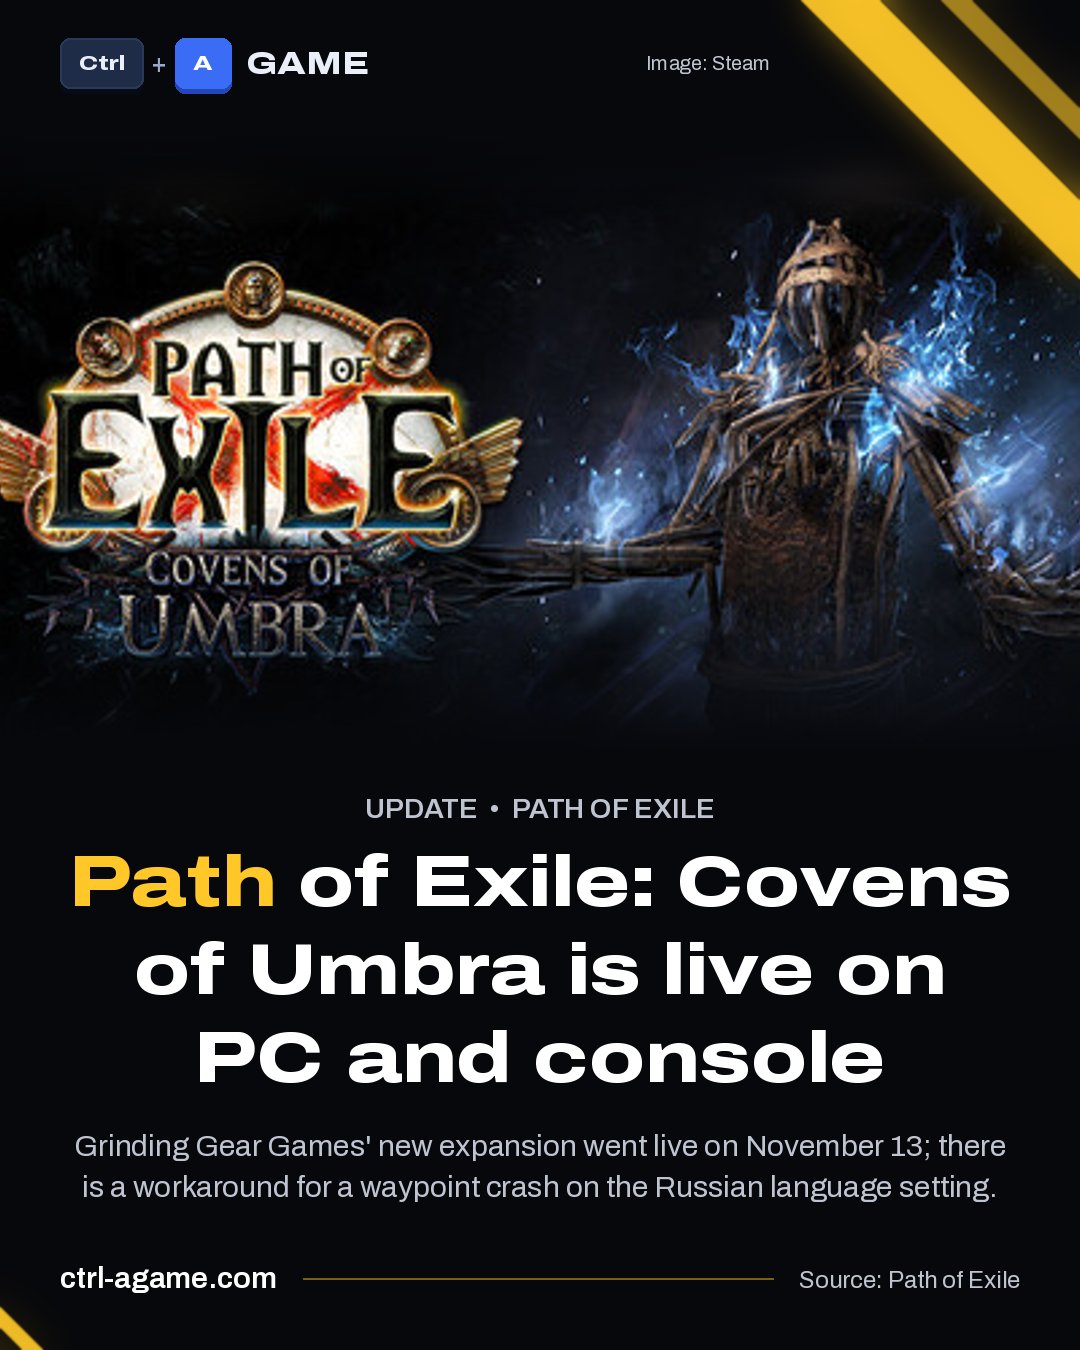 Ctrl + A GAME
Image: Steam
PATH OF
EXILE
COVENS OF
UMBRA
UPDATE • PATH OF EXILE
Path of Exile: Covens
of Umbra is live on
PC and console
Grinding Gear Games' new expansion went live on November 13; there
is a workaround for a waypoint crash on the Russian language setting.
ctrl-agame.com
Source: Path of Exile